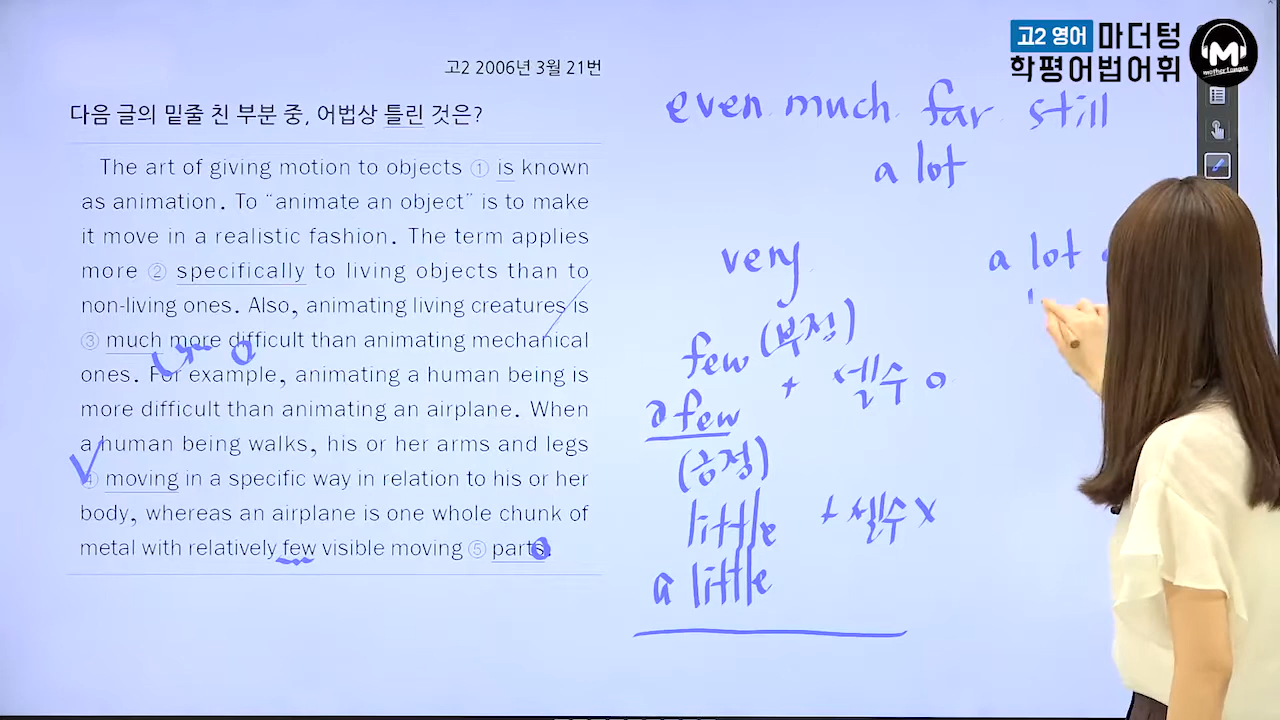 고2 영어 마더텅
학평어법어휘
M
mother tongue
고2 2006년 3월 21번
다음 글의 밑줄 친 부분 중, 어법상 틀린 것은?
The art of giving motion to objects ① is known
as animation. To “animate an object” is to make
it move in a realistic fashion. The term applies
more ② specifically to living objects than to
non-living ones. Also, animating living creatures is
③ much more difficult than animating mechanical
ones. For example, animating a human being is
more difficult than animating an airplane. When
a human being walks, his or her arms and legs
④ moving in a specific way in relation to his or her
body, whereas an airplane is one whole chunk of
metal with relatively few visible moving ⑤ parts.
even. much. far. still
a lot
very
few (부정)
+ 셀수 o
a few
(긍정)
little + 셀수 x
a little
a lot